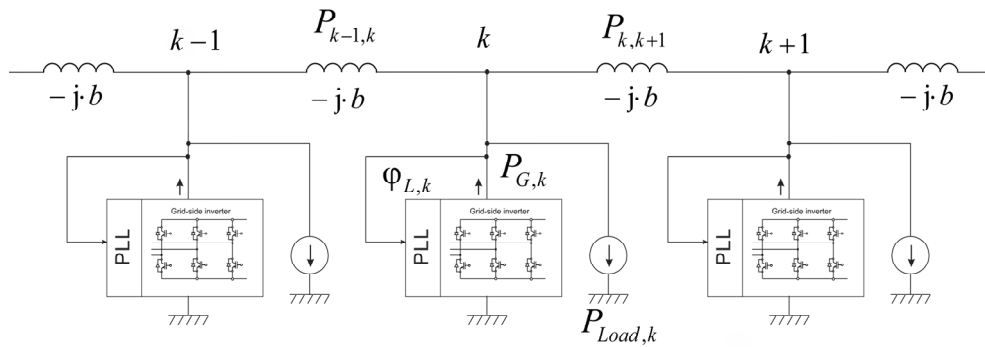 k−1
P_{k−1,k}
k
P_{k,k+1}
k+1
−j·b
−j·b
−j·b
−j·b
φ_{L,k}
P_{G,k}
PLL
Grid-side inverter
PLL
Grid-side inverter
PLL
Grid-side inverter
P_{Load,k}